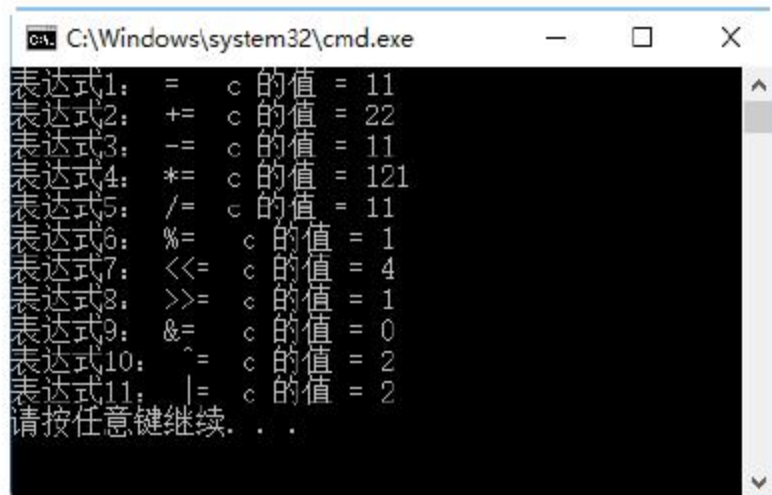 C:\Windows\system32\cmd.exe
表达式1： =   c 的值 = 11
表达式2： +=  c 的值 = 22
表达式3： -=  c 的值 = 11
表达式4： *=  c 的值 = 121
表达式5： /=  c 的值 = 11
表达式6： %=   c 的值 = 1
表达式7： <<=  c 的值 = 4
表达式8： >>=  c 的值 = 1
表达式9： &=   c 的值 = 0
表达式10： ^=  c 的值 = 2
表达式11： |=  c 的值 = 2
请按任意键继续. . .